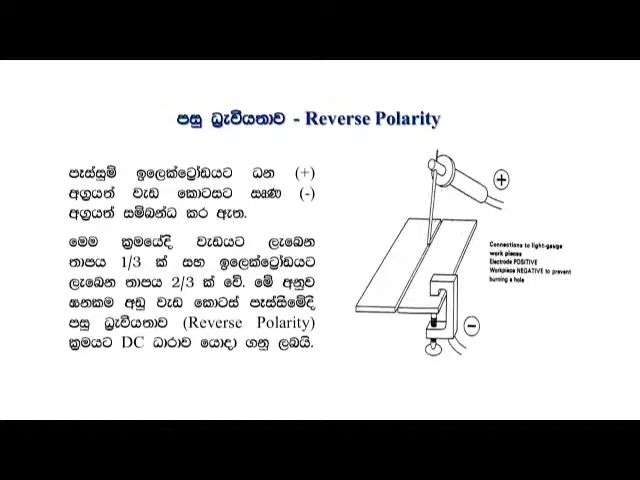 පසු ධ්‍රැවීයතාව - Reverse Polarity
පෑස්සුම් ඉලෙක්ට්‍රෝඩයට ධන (+)
අග්‍රයත් වැඩ කොටසට ඍණ (-)
අග්‍රයත් සම්බන්ධ කර ඇත.
මෙම ක්‍රමයේදී වැඩයට ලැබෙන
තාපය 1/3 ක් සහ ඉලෙක්ට්‍රෝඩයට
ලැබෙන තාපය 2/3 ක් වේ. මේ අනුව
ඝනකම අඩු වැඩ කොටස් පෑස්සීමේදී
පසු ධ්‍රැවීයතාව (Reverse Polarity)
ක්‍රමයට DC ධාරාව යොදා ගනු ලබයි.
+
Connections to light-gauge
work pieces
Electrode POSITIVE
Workpiece NEGATIVE to prevent
burning a hole
−